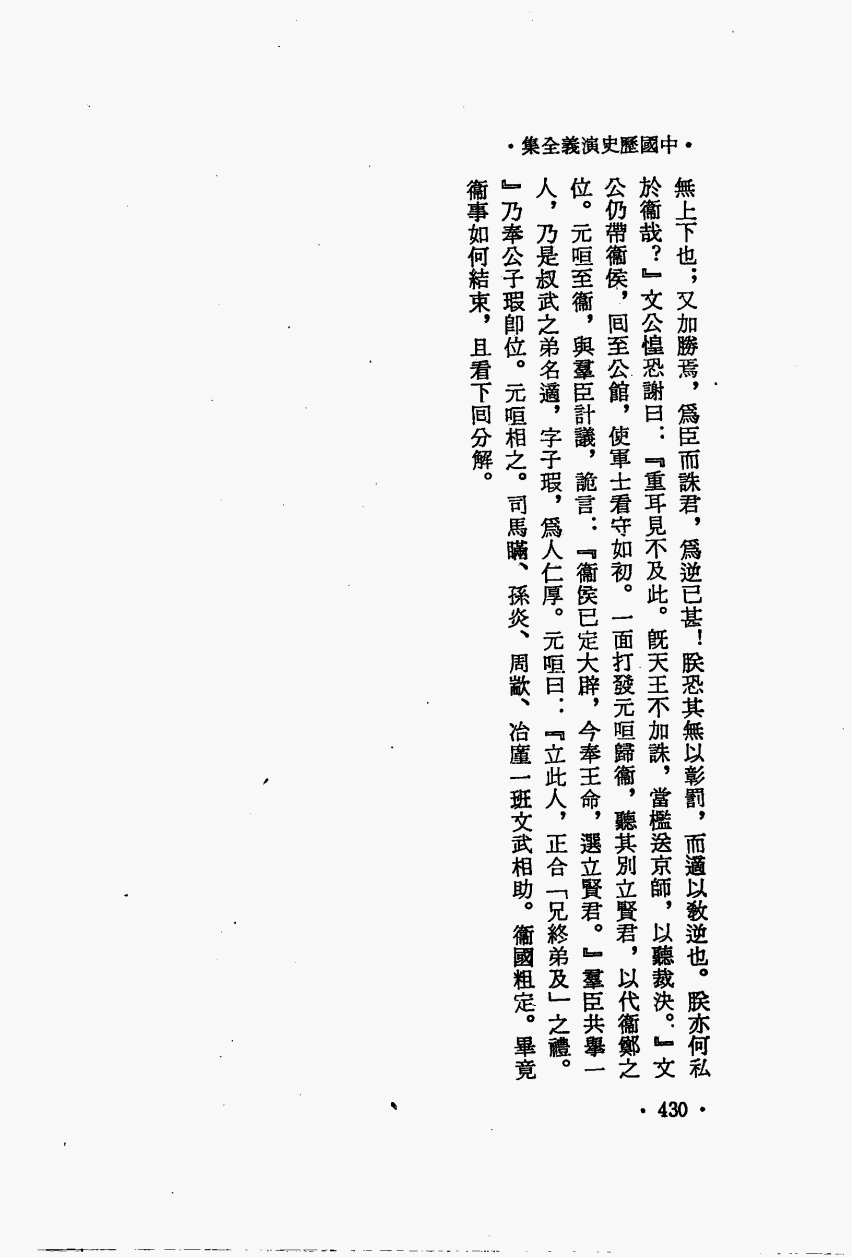 ·中國歷史演義全集·
無上下也；又加勝焉，爲臣而誅君，爲逆已甚！朕恐其無以彰罰，而適以敎逆也。朕亦何私
於衞哉？』文公惶恐謝曰：『重耳見不及此。旣天王不加誅，當檻送京師，以聽裁決。』文
公仍帶衞侯，回至公館，使軍士看守如初。一面打發元咺歸衞，聽其別立賢君，以代衞鄭之
位。元咺至衞，與羣臣計議，詭言：『衞侯已定大辟，今奉王命，選立賢君。』羣臣共舉一
人，乃是叔武之弟名適，字子瑕，爲人仁厚。元咺曰：『立此人，正合「兄終弟及」之禮。
』乃奉公子瑕卽位。元咺相之。司馬瞞、孫炎、周歂、冶廑一班文武相助。衞國粗定。畢竟
衞事如何結束，且看下回分解。
·430·